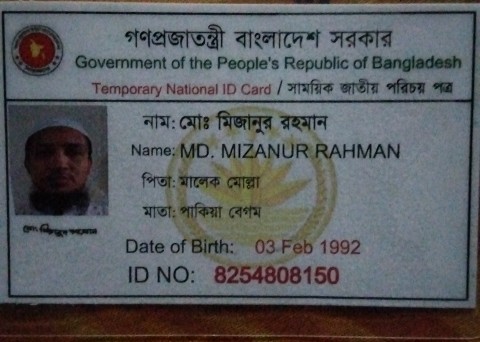 গণপ্রজাতন্ত্রী বাংলাদেশ সরকার
Government of the People's Republic of Bangladesh
Temporary National ID Card / সাময়িক জাতীয় পরিচয় পত্র
নাম: মোঃ মিজানুর রহমান
Name: MD. MIZANUR RAHMAN
পিতা: মালেক মোল্লা
মাতা: পাকিয়া বেগম
Date of Birth: 03 Feb 1992
ID NO: 8254808150